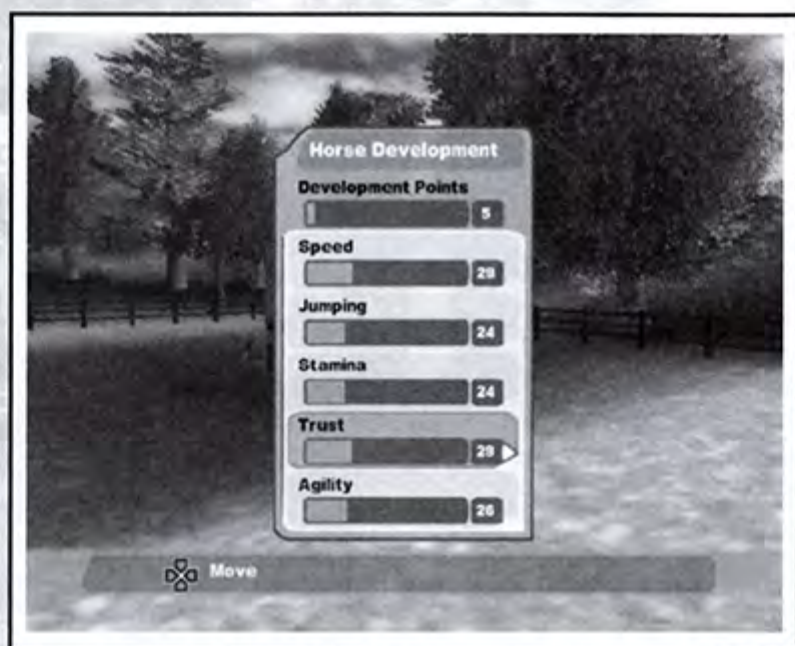 Horse Development
Development Points
5
Speed
29
Jumping
24
Stamina
24
Trust
29
Agility
26
Move